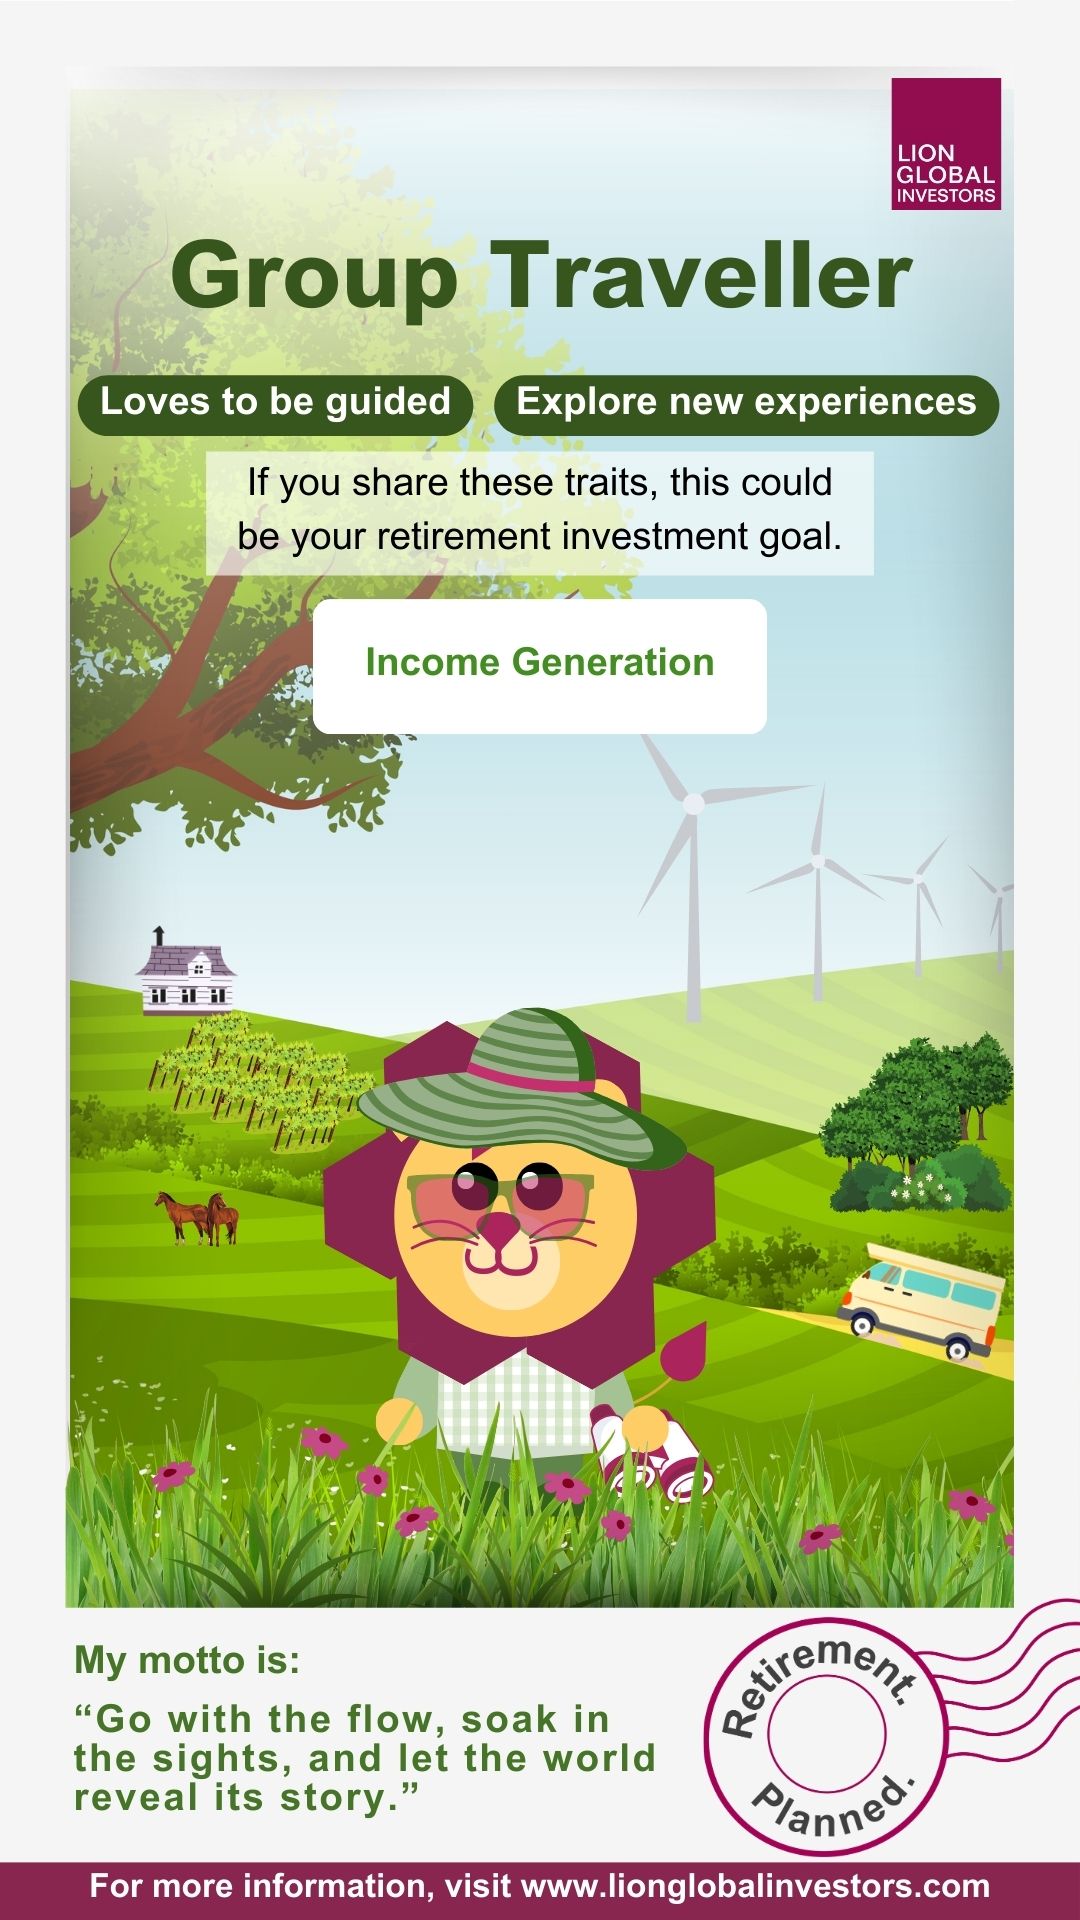 LION
GLOBAL
INVESTORS
Group Traveller
Loves to be guided
Explore new experiences
If you share these traits, this could
be your retirement investment goal.
Income Generation
My motto is:
“Go with the flow, soak in
the sights, and let the world
reveal its story.”
Retirement.
Planned.
For more information, visit www.lionglobalinvestors.com